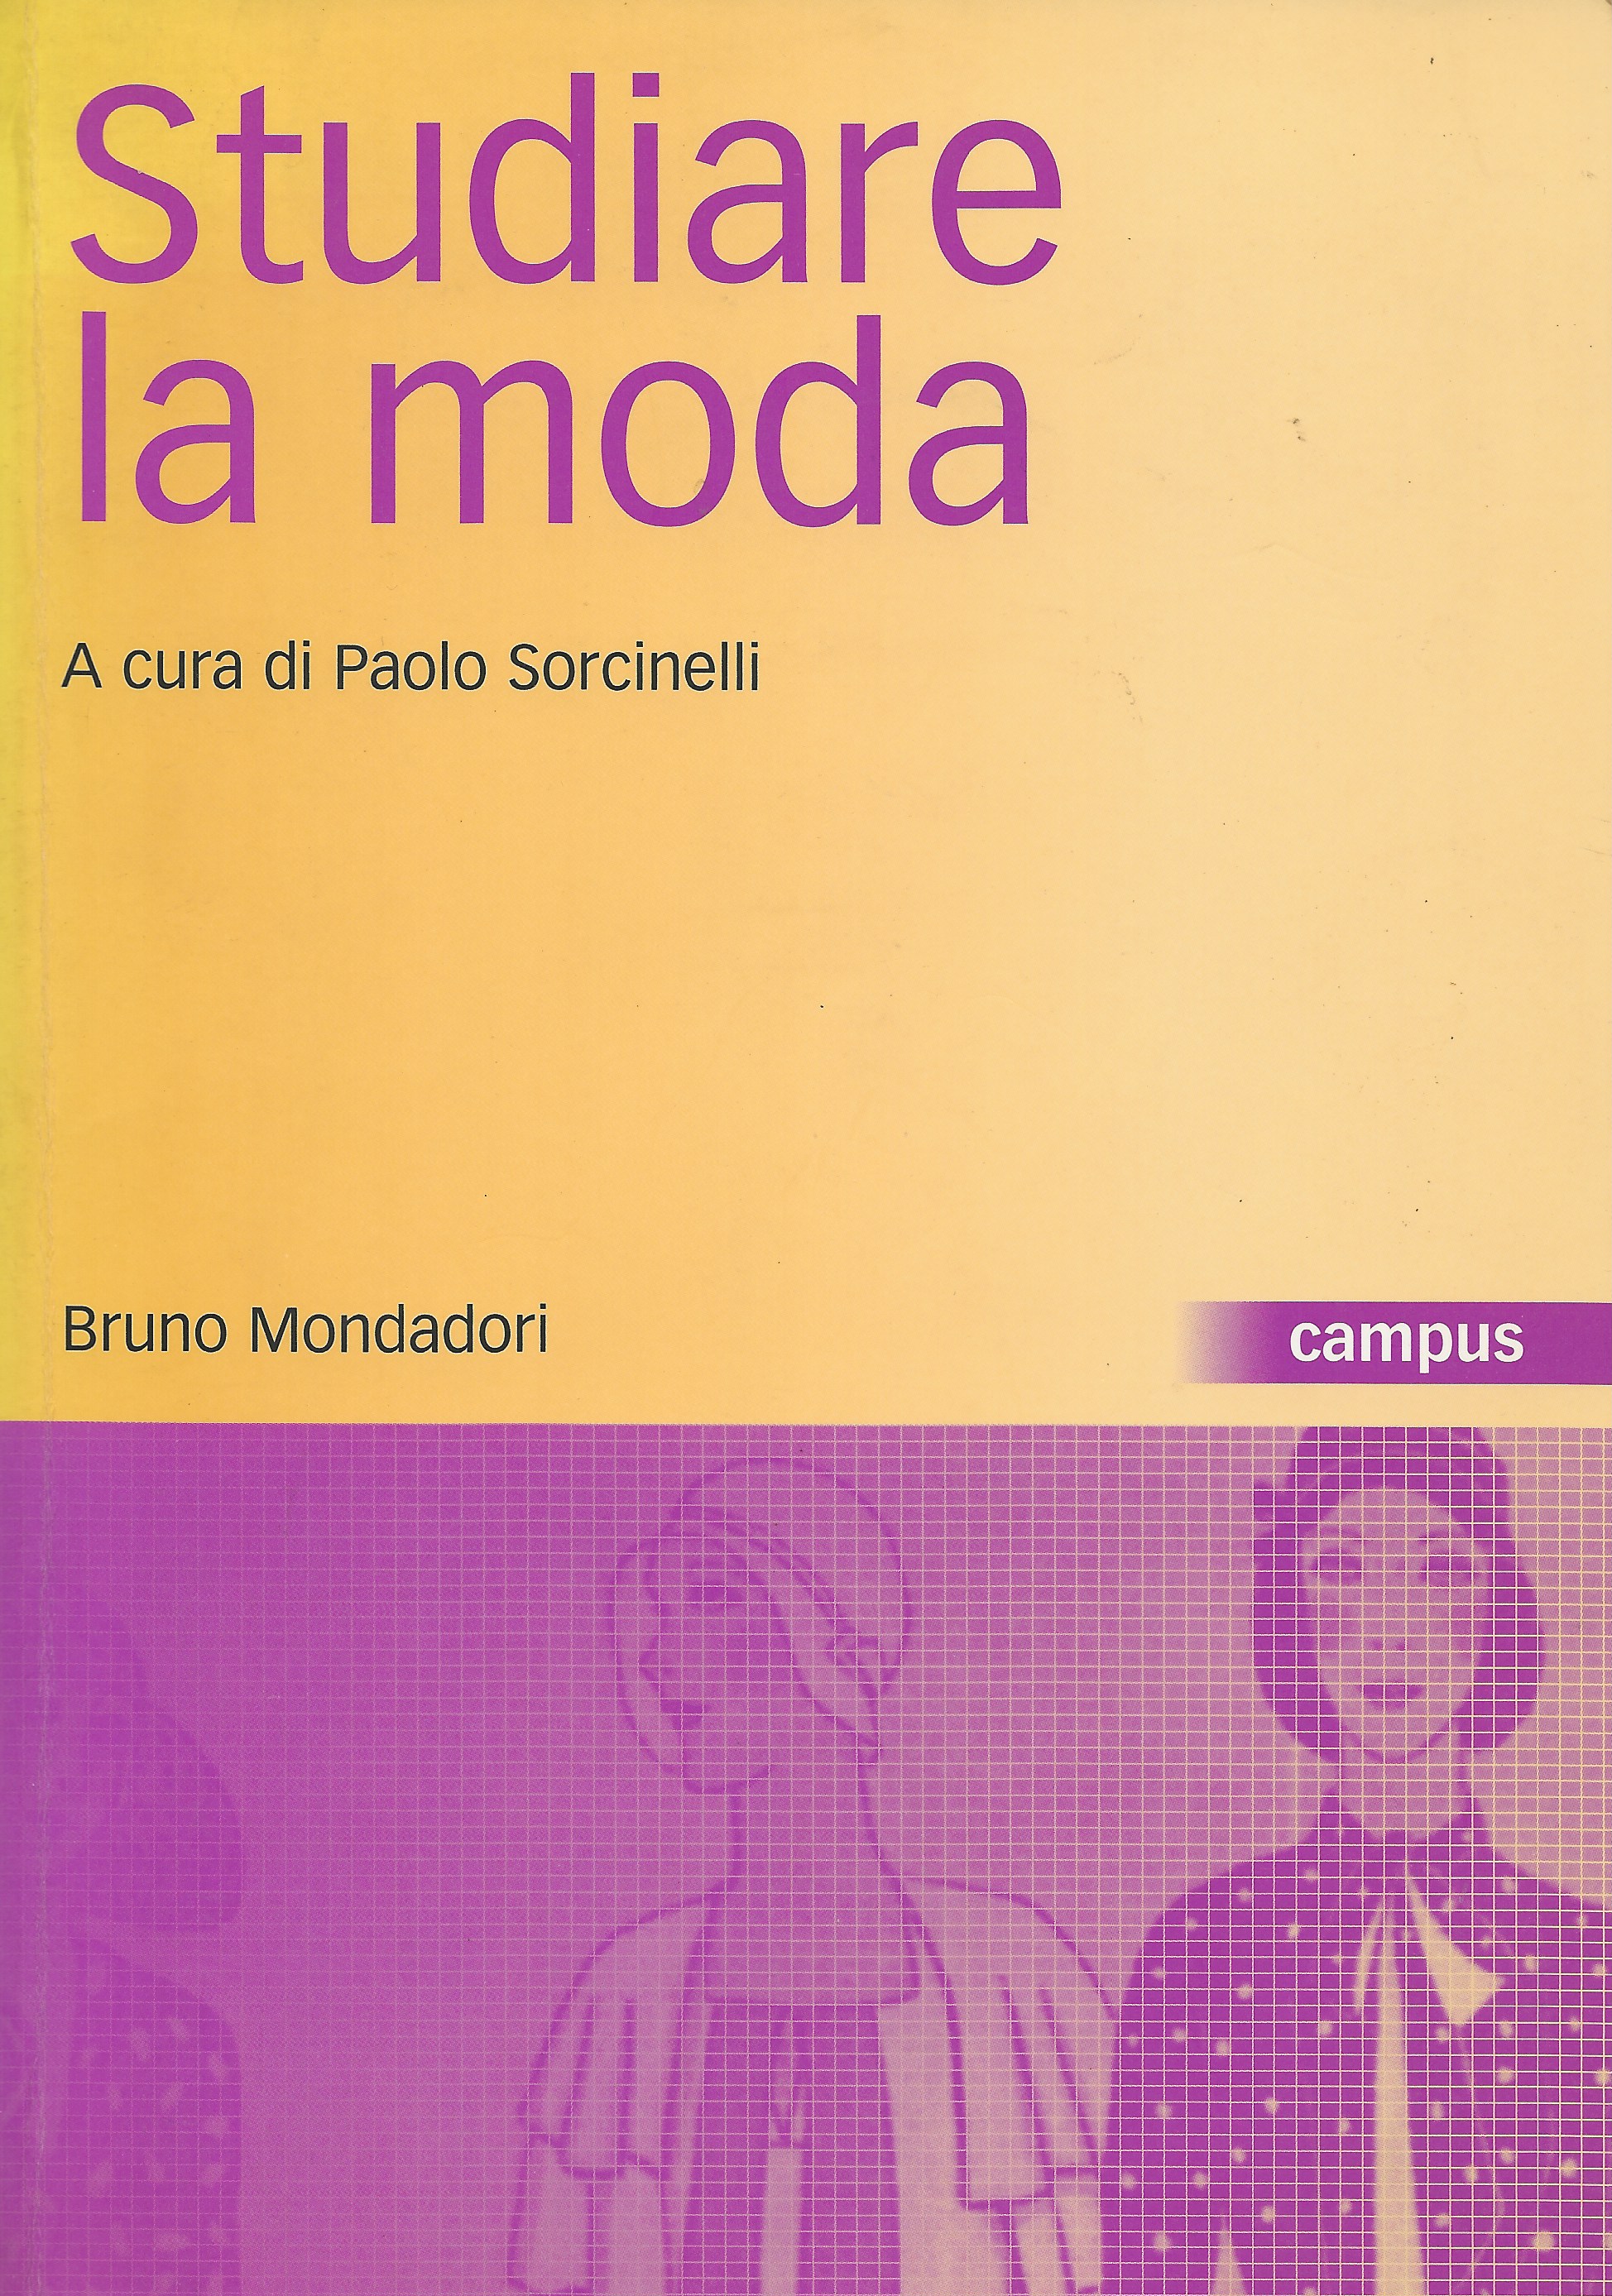 Studiare
la moda
A cura di Paolo Sorcinelli
Bruno Mondadori
campus